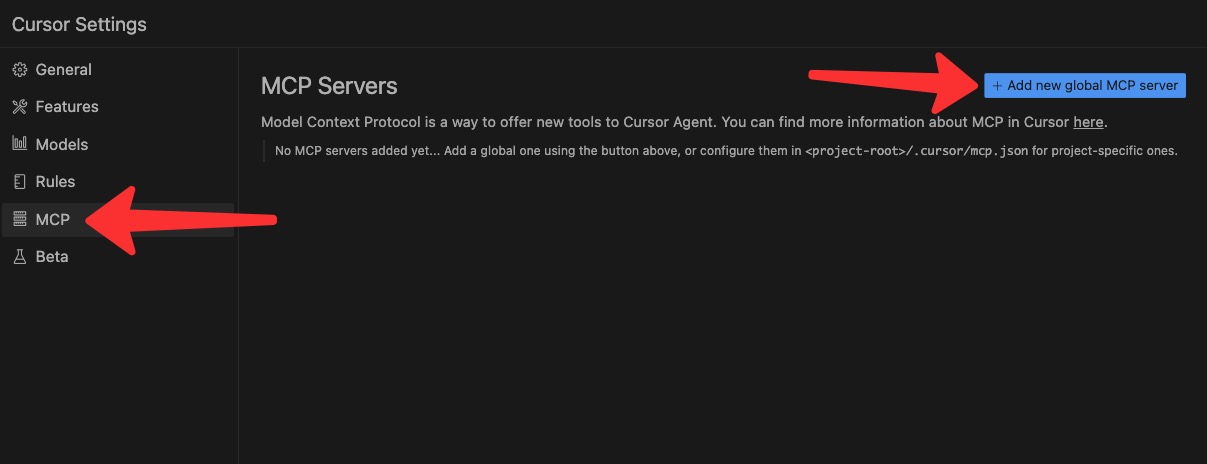 Cursor Settings
General
Features
Models
Rules
MCP
Beta
MCP Servers
+ Add new global MCP server
Model Context Protocol is a way to offer new tools to Cursor Agent. You can find more information about MCP in Cursor here.
No MCP servers added yet... Add a global one using the button above, or configure them in <project-root>/.cursor/mcp.json for project-specific ones.